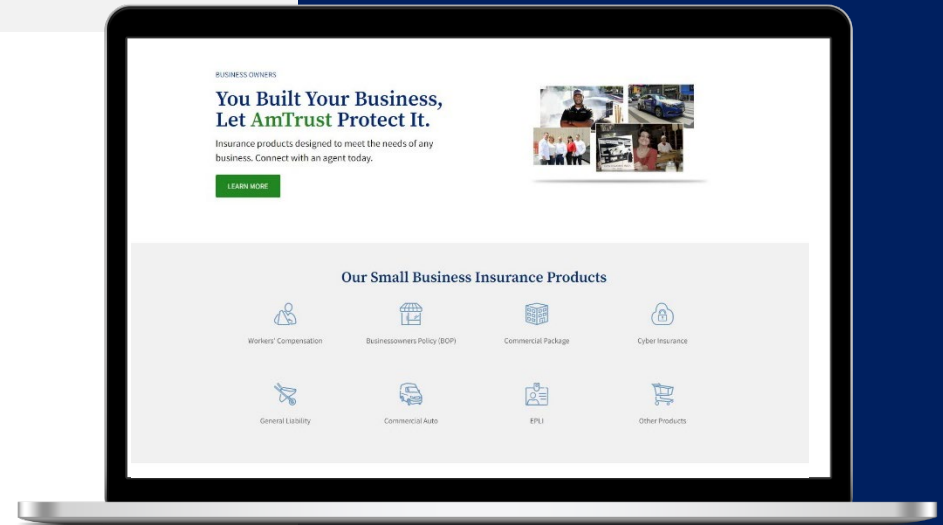 BUSINESS OWNERS
You Built Your Business,
Let AmTrust Protect It.
Insurance products designed to meet the needs of any
business. Connect with an agent today.
LEARN MORE
Our Small Business Insurance Products
Workers' Compensation
Businessowners Policy (BOP)
Commercial Package
Cyber Insurance
General Liability
Commercial Auto
EPLI
Other Products